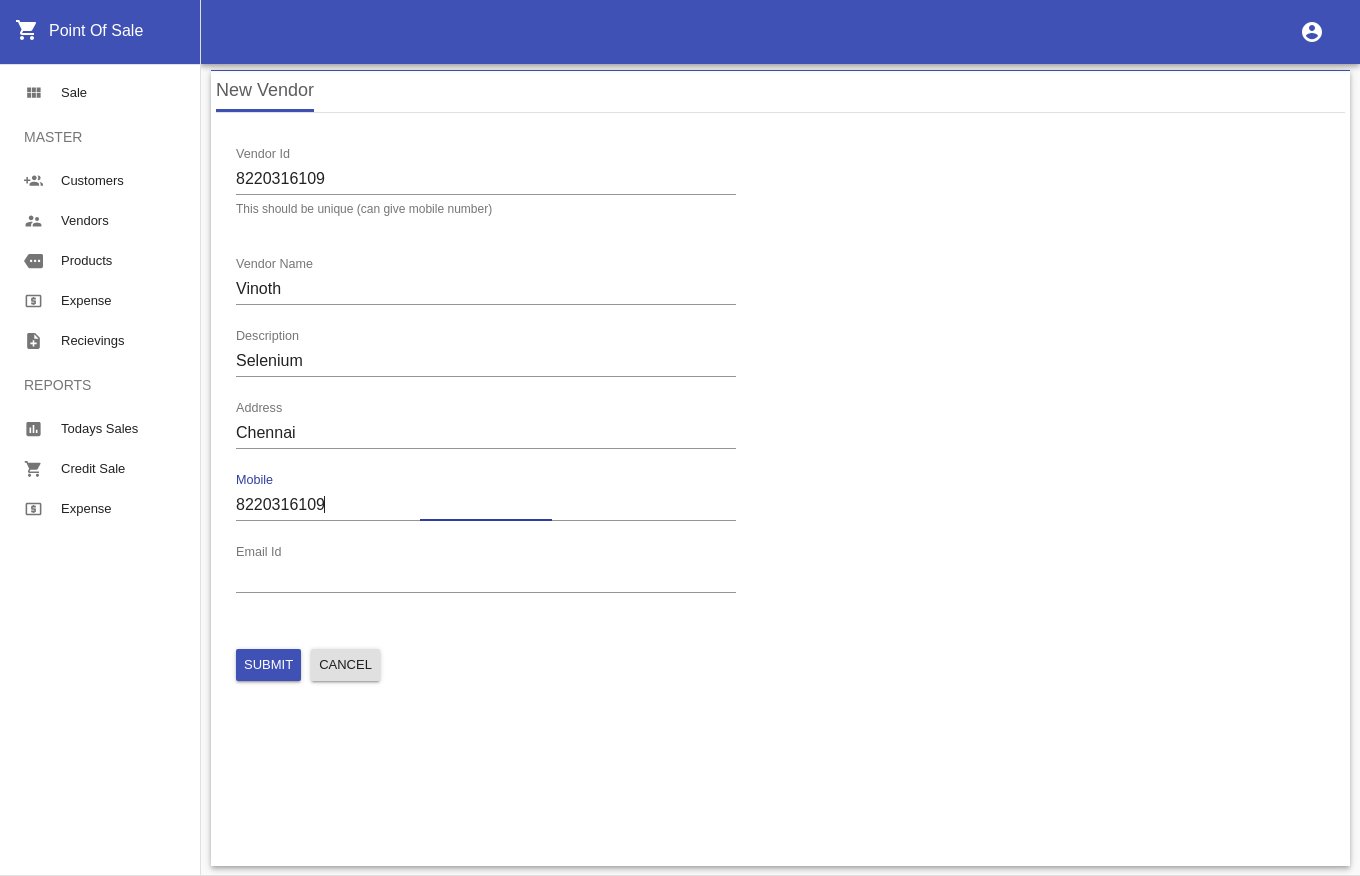 Point Of Sale
Sale
MASTER
Customers
Vendors
Products
Expense
Recievings
REPORTS
Todays Sales
Credit Sale
Expense
New Vendor
Vendor Id
8220316109
This should be unique (can give mobile number)
Vendor Name
Vinoth
Description
Selenium
Address
Chennai
Mobile
8220316109
Email Id
SUBMIT CANCEL